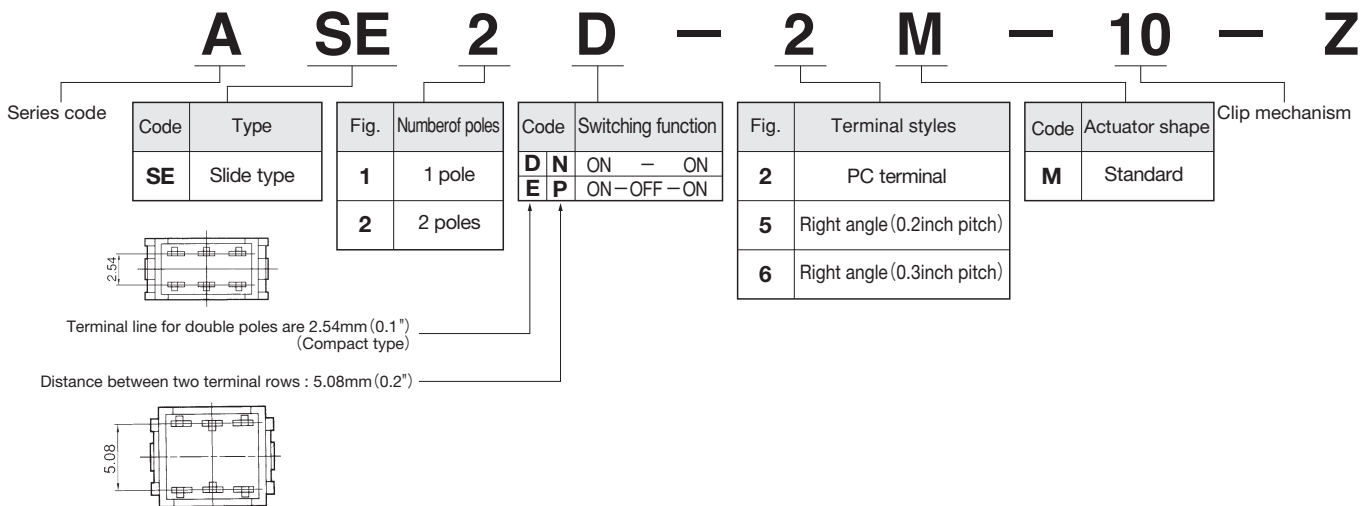 A SE 2 D － 2 M － 10 － Z
Series code
Clip mechanism
Code Type
SE Slide type
Fig. Numberof poles
1 1 pole
2 2 poles
Code Switching function
D N ON － ON
E P ON－OFF－ON
Fig. Terminal styles
2 PC terminal
5 Right angle(0.2inch pitch)
6 Right angle(0.3inch pitch)
Code Actuator shape
M Standard
2.54
Terminal line for double poles are 2.54mm(0.1")
(Compact type)
Distance between two terminal rows : 5.08mm(0.2")
5.08